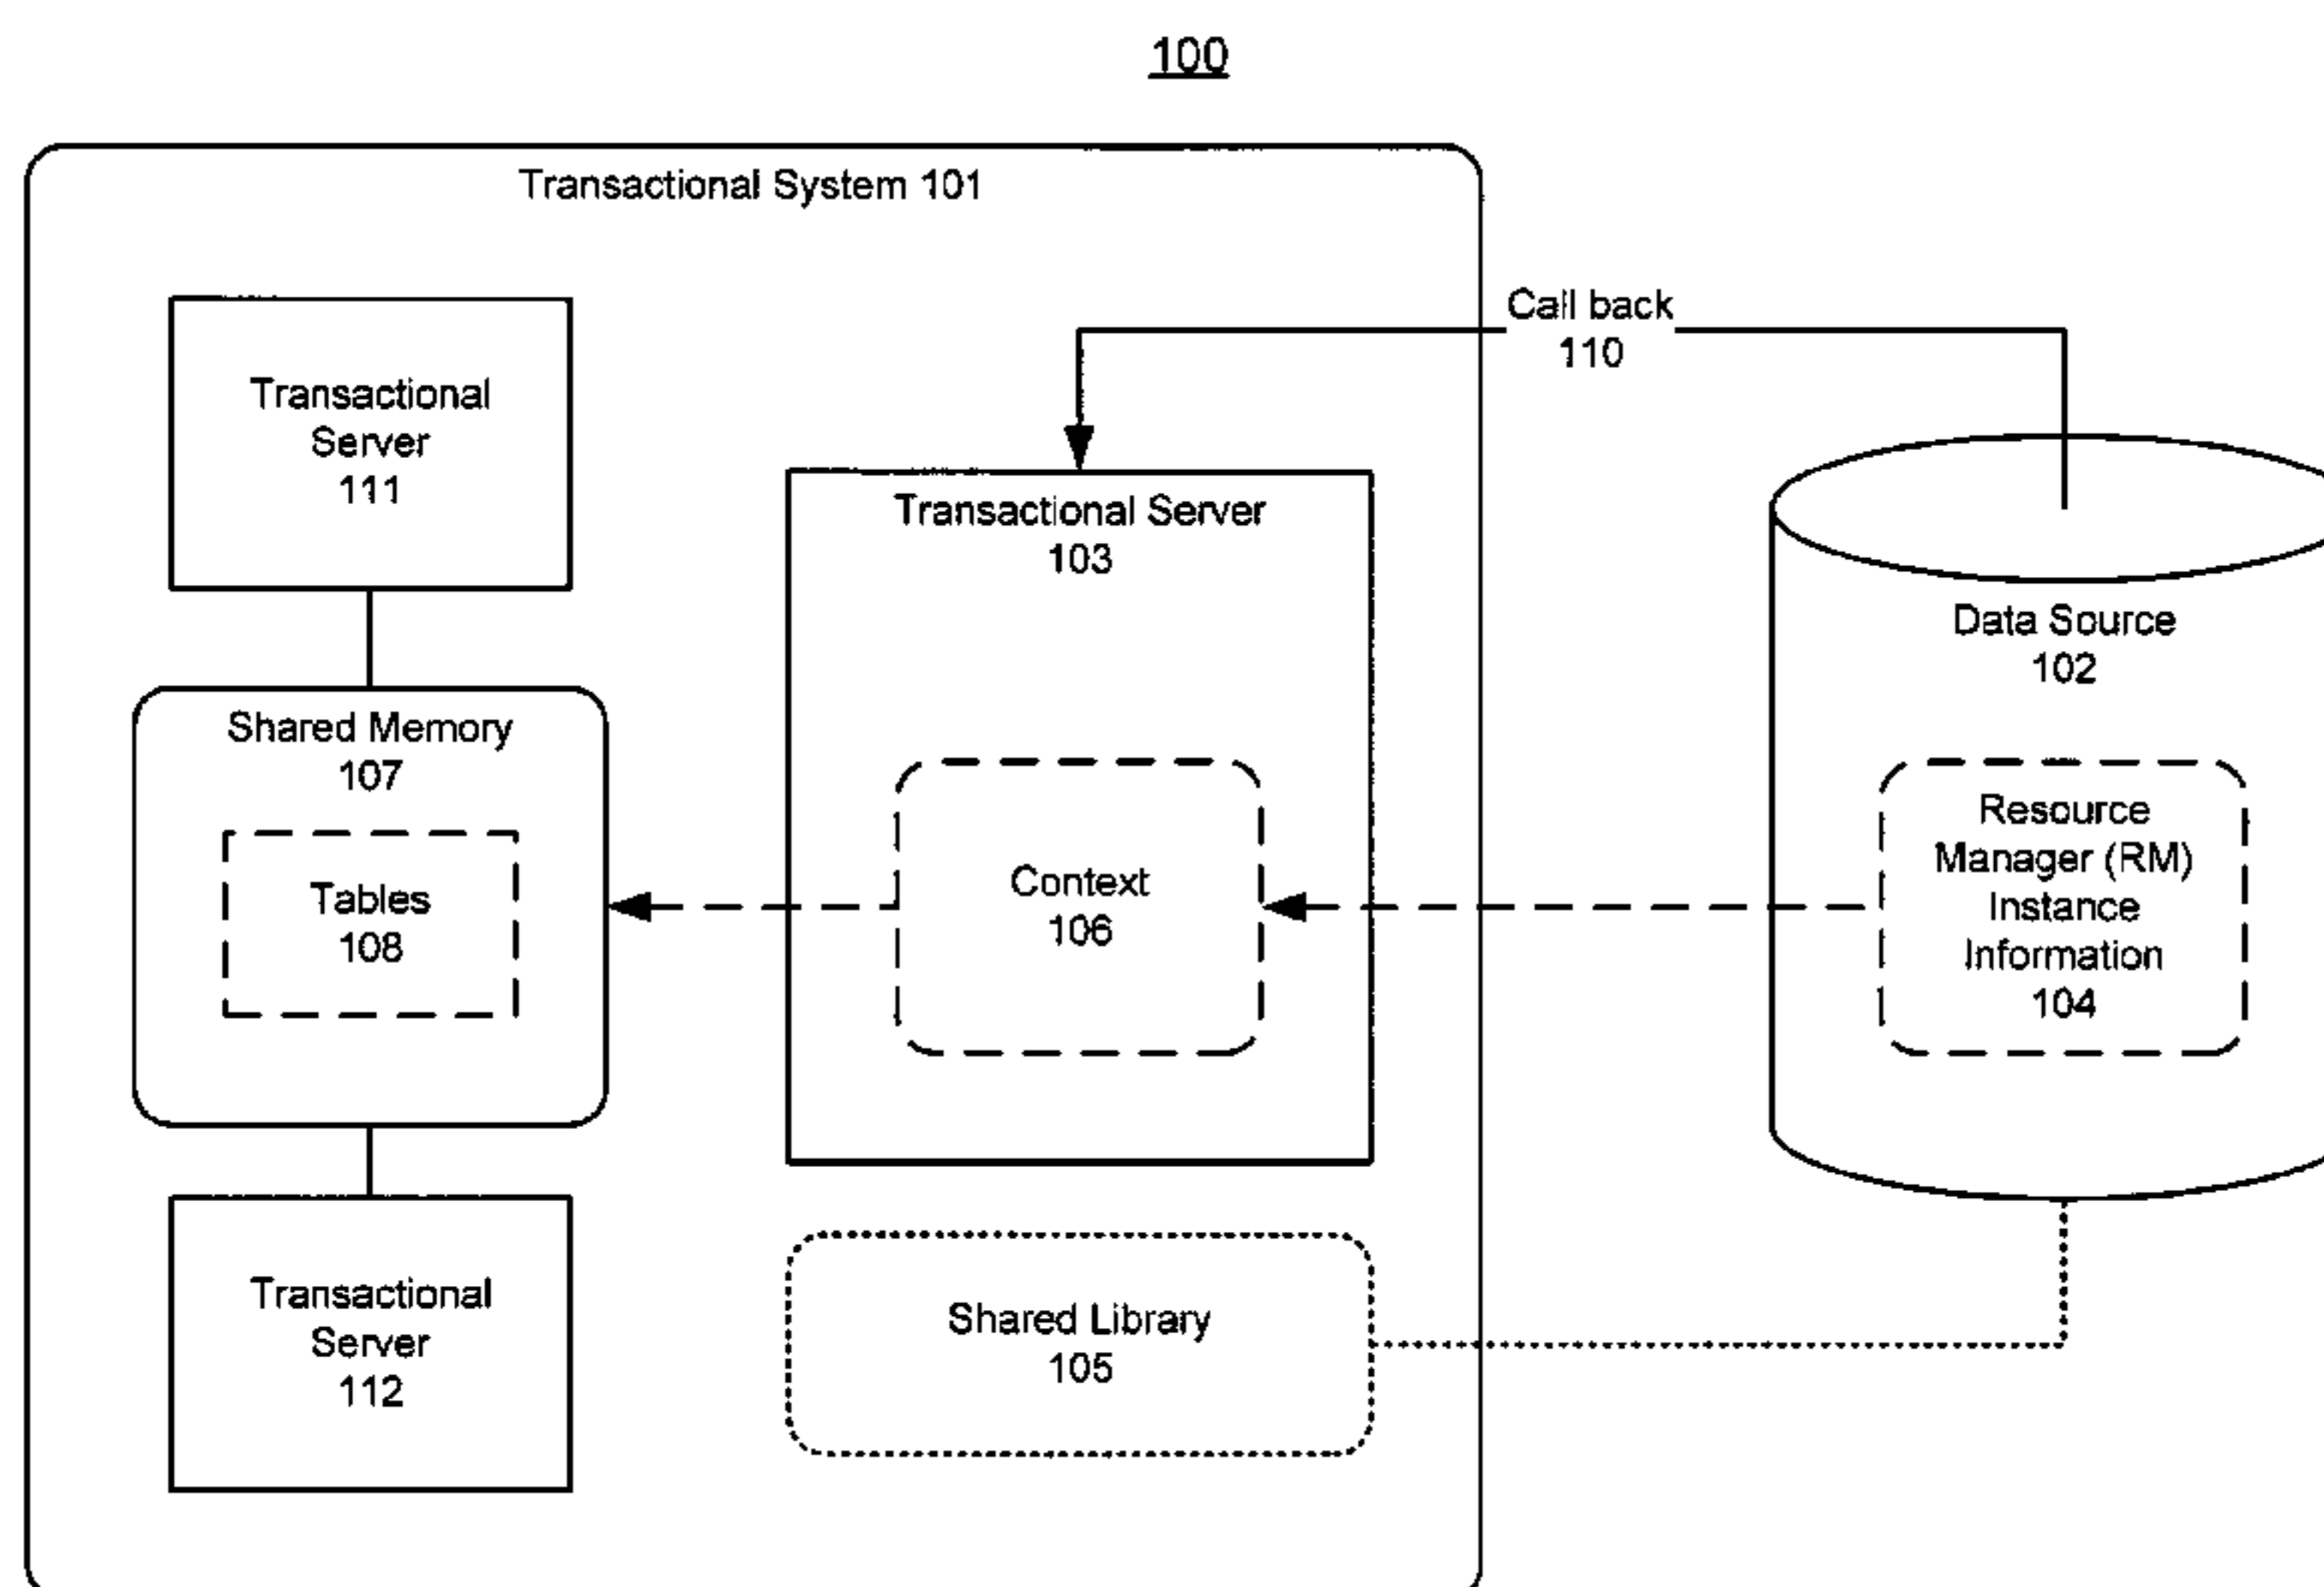 100
Transactional System 101
Call back
110
Transactional
Server
111
Transactional Server
103
Data Source
102
Shared Memory
107
Tables
108
Context
106
Resource
Manager (RM)
Instance
Information
104
Transactional
Server
112
Shared Library
105